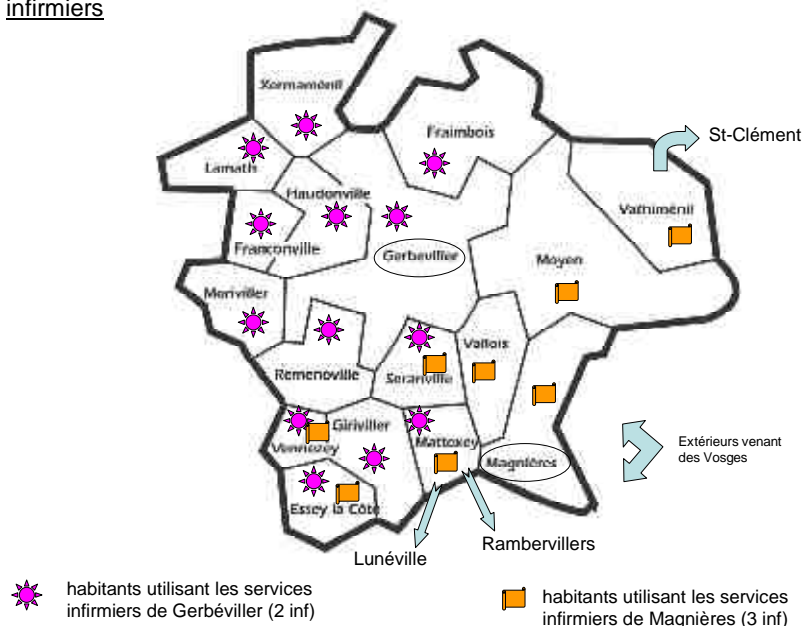 infirmiers
Xermaménil
Fraimbois
St-Clément
Lamath
Haudonville
Vathiménil
Franconville
Gerbéviller
Moyen
Moriviller
Vallois
Remenoville
Seranville
Giriviller
Mattexey
Vennezey
Magnières
Extérieurs venant
des Vosges
Essey la Côte
Lunéville
Rambervillers
habitants utilisant les services
infirmiers de Gerbéviller (2 inf)
habitants utilisant les services
infirmiers de Magnières (3 inf)